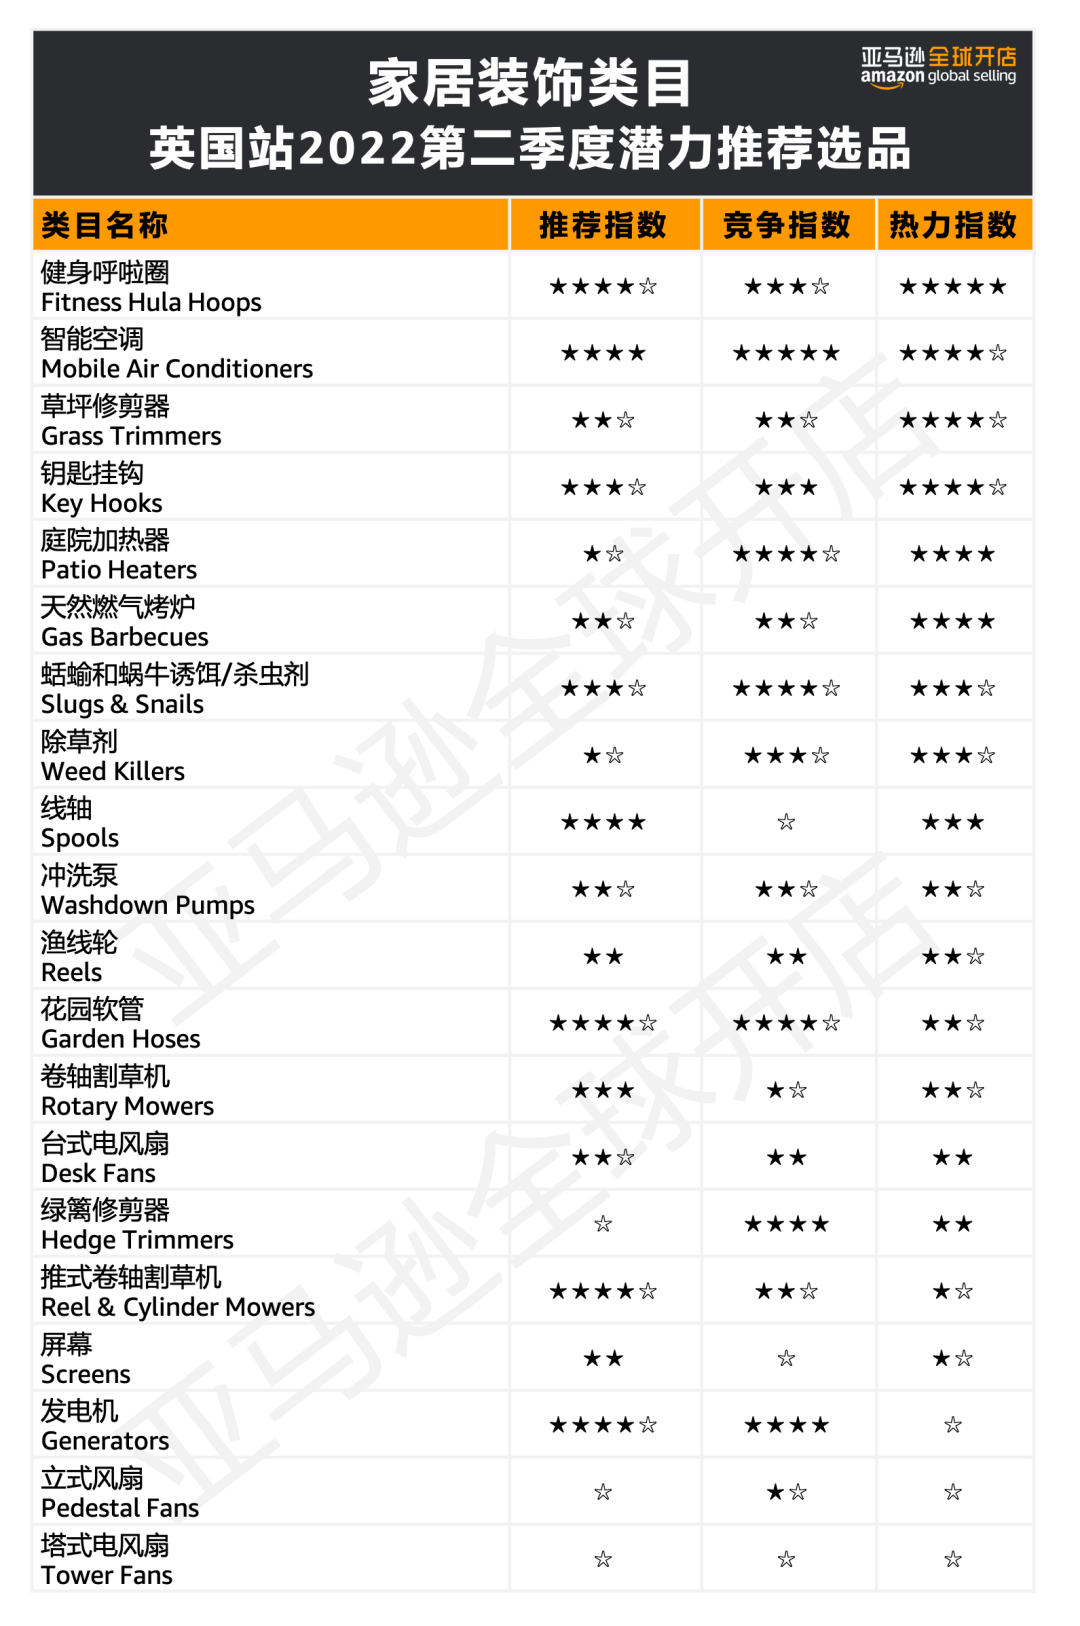 亚马逊全球开店
amazon global selling
家居装饰类目
英国站2022第二季度潜力推荐选品
类目名称 推荐指数 竞争指数 热力指数
健身呼啦圈
Fitness Hula Hoops ★★★★☆ ★★★☆ ★★★★★
智能空调
Mobile Air Conditioners ★★★★ ★★★★★ ★★★★☆
草坪修剪器
Grass Trimmers ★★☆ ★★☆ ★★★★☆
钥匙挂钩
Key Hooks ★★★☆ ★★★ ★★★★☆
庭院加热器
Patio Heaters ★☆ ★★★★☆ ★★★★
天然燃气烤炉
Gas Barbecues ★★☆ ★★☆ ★★★★
蛞蝓和蜗牛诱饵/杀虫剂
Slugs & Snails ★★★☆ ★★★★☆ ★★★☆
除草剂
Weed Killers ★☆ ★★★☆ ★★★☆
线轴
Spools ★★★★ ☆ ★★★
冲洗泵
Washdown Pumps ★★☆ ★★☆ ★★☆
渔线轮
Reels ★★ ★★ ★★☆
花园软管
Garden Hoses ★★★★☆ ★★★★☆ ★★☆
卷轴割草机
Rotary Mowers ★★★ ★☆ ★★☆
台式电风扇
Desk Fans ★★☆ ★★ ★★
绿篱修剪器
Hedge Trimmers ☆ ★★★★ ★★
推式卷轴割草机
Reel & Cylinder Mowers ★★★★☆ ★★☆ ★☆
屏幕
Screens ★★ ☆ ★☆
发电机
Generators ★★★★☆ ★★★★ ☆
立式风扇
Pedestal Fans ☆ ★☆ ☆
塔式电风扇
Tower Fans ☆ ☆ ☆
亚马逊全球开店
亚马逊全球开店